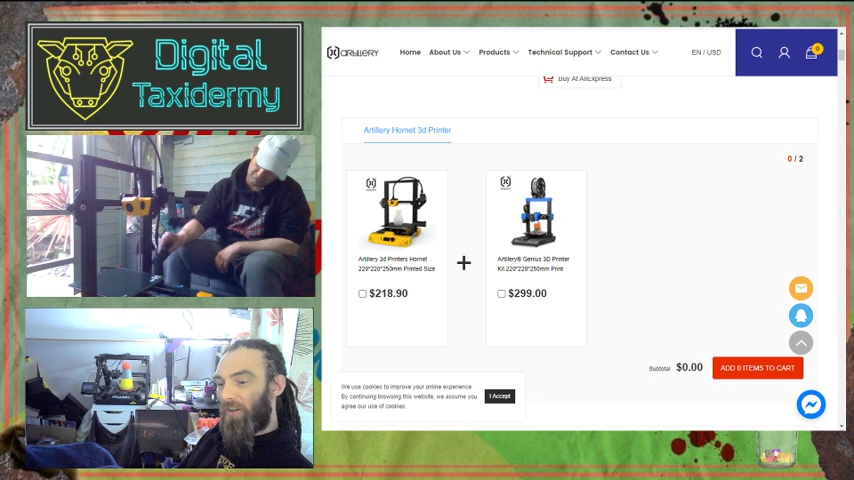 Digital
Taxidermy
ARTILLERY
Home
About Us
Products
Technical Support
Contact Us
EN / USD
0
Buy At AliExpress
Artillery Hornet 3d Printer
0 / 2
Artillery 3d Printers Hornet
220*220*250mm Printed Size
$218.90
+
Artillery® Genius 3D Printer
Kit 220*220*250mm Print
$299.00
Subtotal $0.00
ADD 0 ITEMS TO CART
We use cookies to improve your online experience.
By continuing browsing this website, we assume you
agree our use of cookies.
I Accept